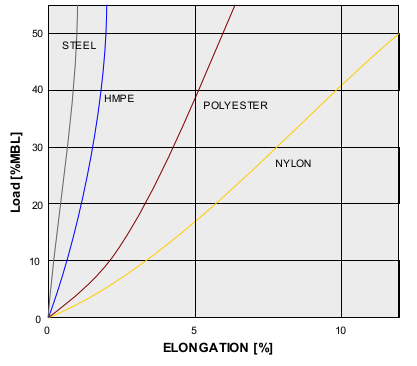 50
STEEL
40
HMPE
POLYESTER
30
NYLON
Load [%MBL]
20
10
0
0
5
10
ELONGATION [%]